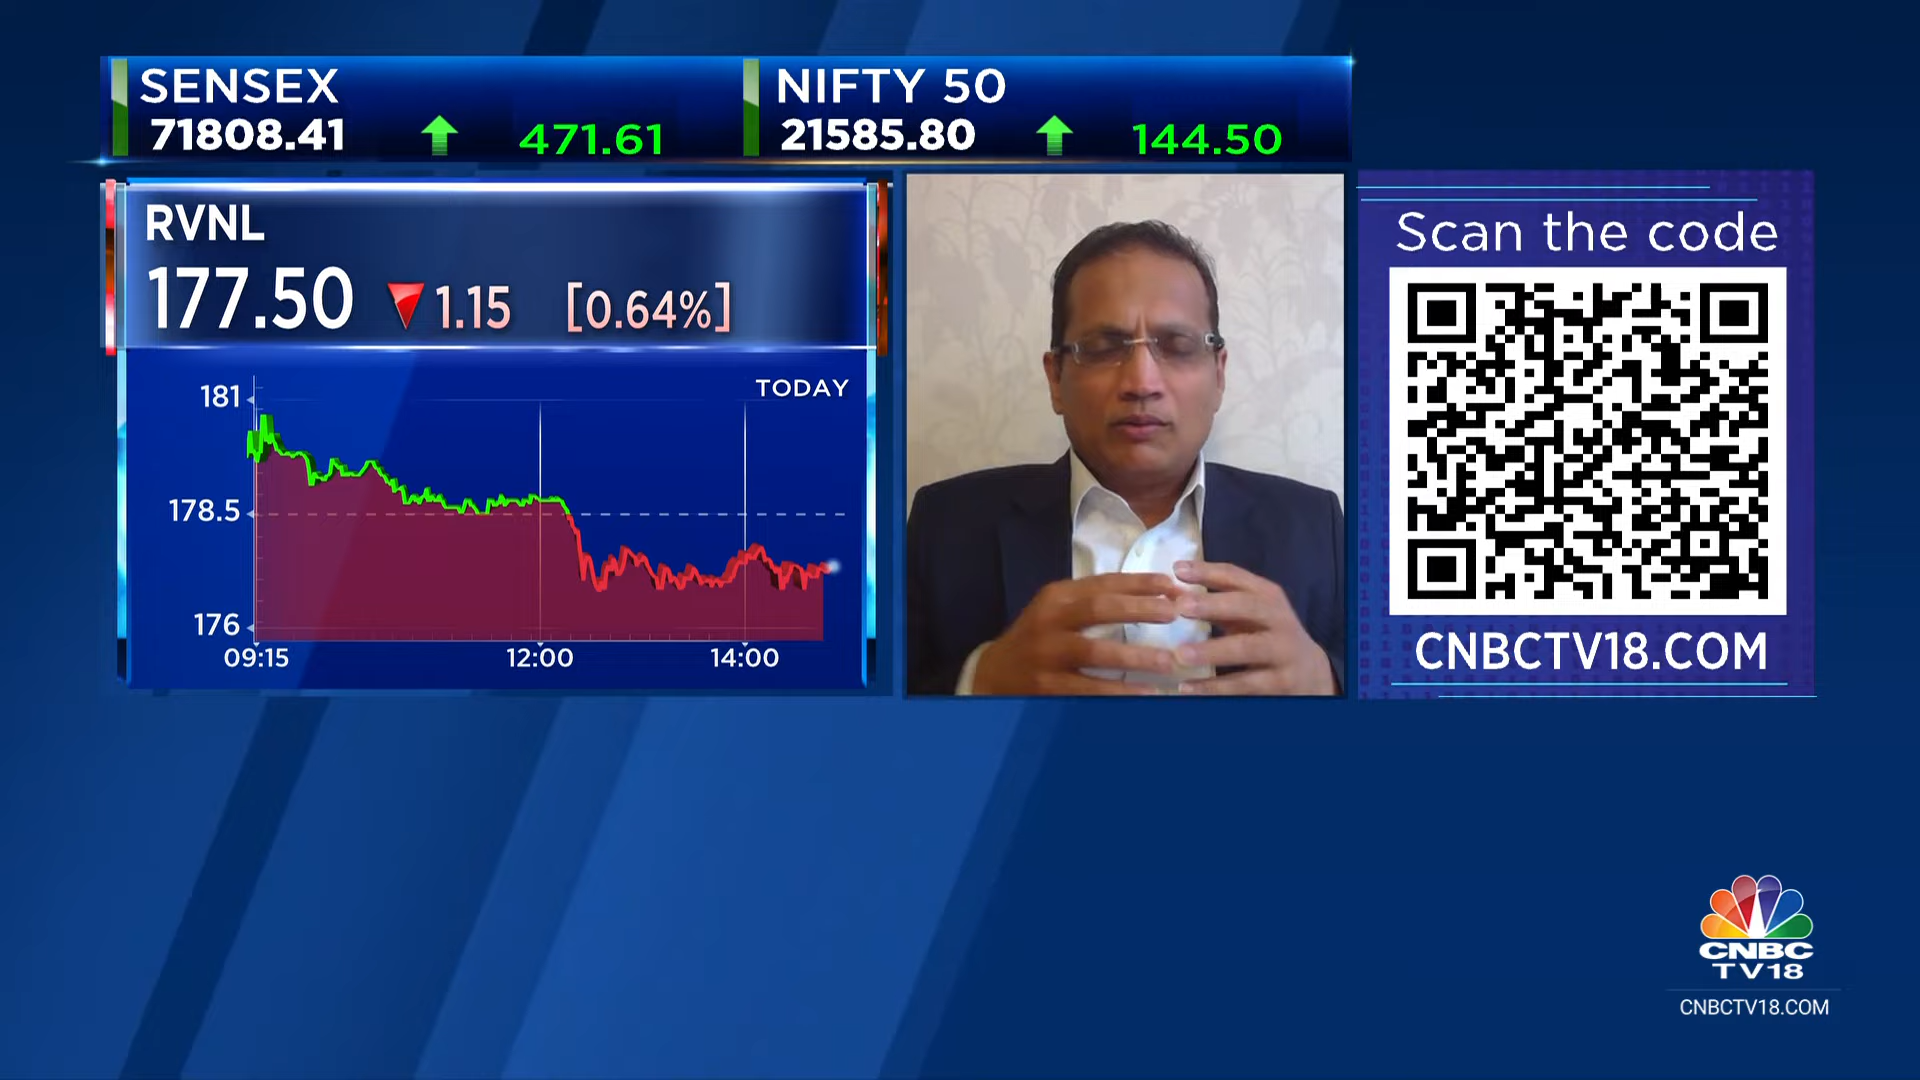 SENSEX
71808.41 471.61
NIFTY 50
21585.80 144.50
RVNL
177.50 1.15 [0.64%]
TODAY
181
178.5
176
09:15 12:00 14:00
Scan the code
CNBCTV18.COM
CNBC
TV18
CNBCTV18.COM